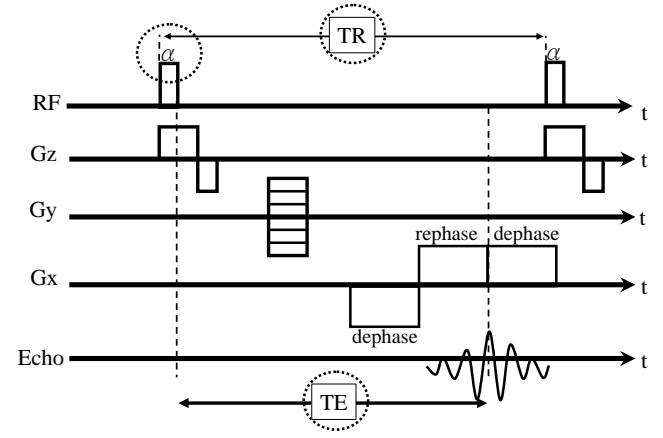 TR
α α
RF t
Gz t
Gy t
rephase dephase
Gx t
dephase
Echo t
TE